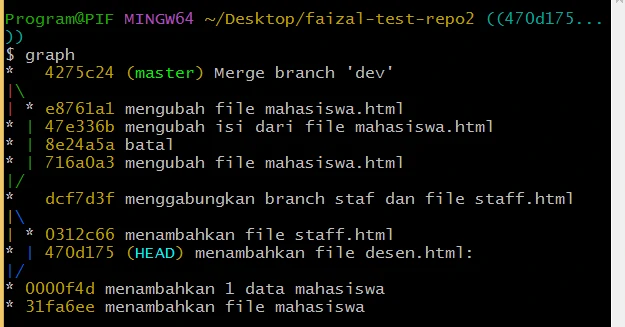 Program@PIF MINGW64 ~/Desktop/faizal-test-repo2 ((470d175...
))
$ graph
*   4275c24 (master) Merge branch 'dev'
|\
| * e8761a1 mengubah file mahasiswa.html
* | 47e336b mengubah isi dari file mahasiswa.html
* | 8e24a5a batal
* | 716a0a3 mengubah file mahasiswa.html
|/
*   dcf7d3f menggabungkan branch staf dan file staff.html
|\
| * 0312c66 menambahkan file staff.html
* | 470d175 (HEAD) menambahkan file desen.html:
|/
* 0000f4d menambahkan 1 data mahasiswa
* 31fa6ee menambahkan file mahasiswa